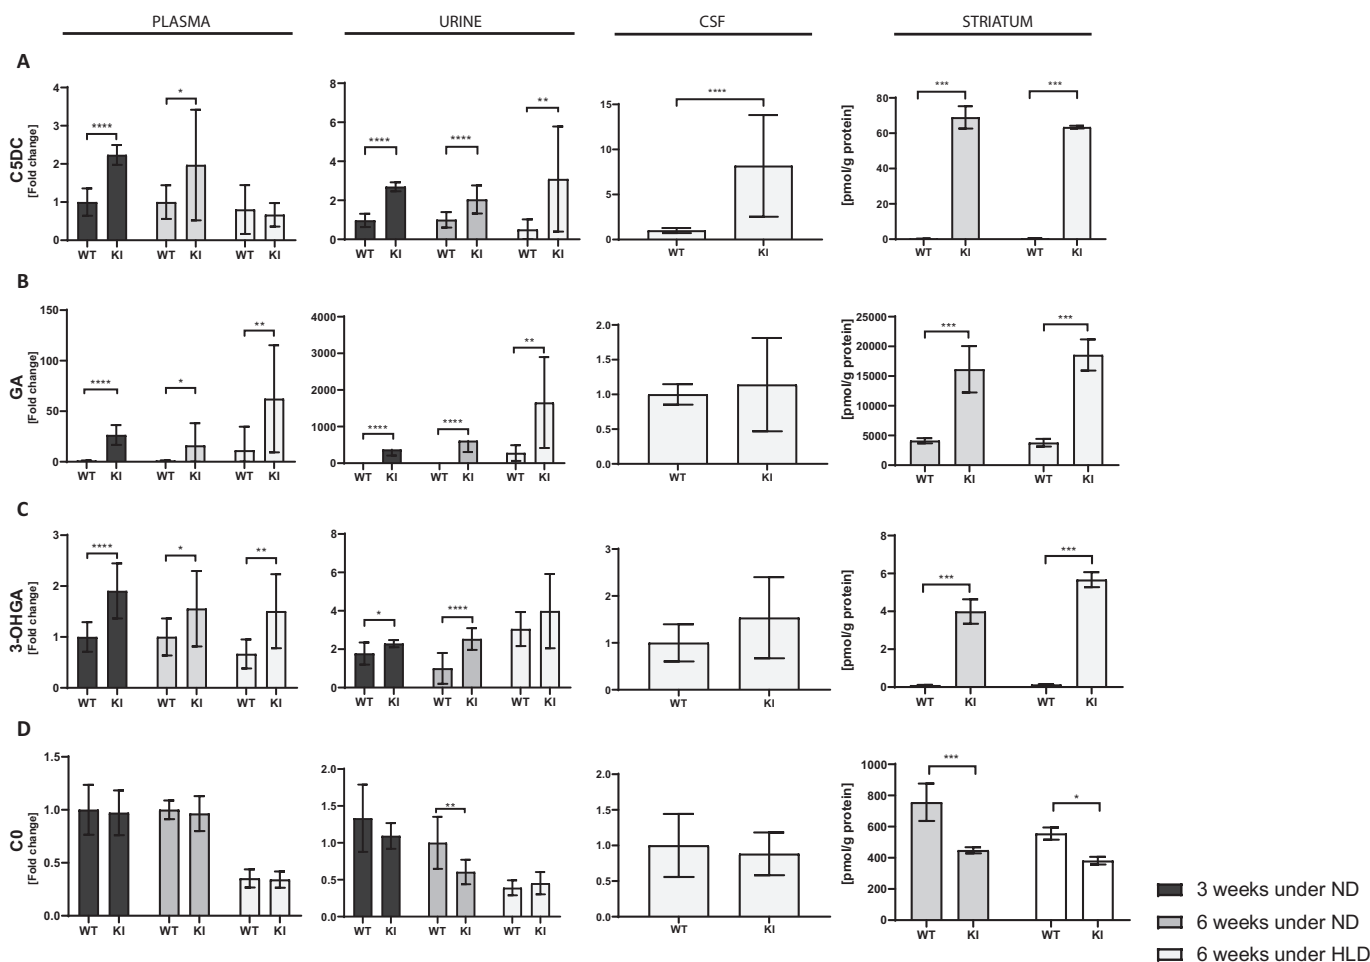 PLASMA
URINE
CSF
STRIATUM
A
C5DC
[Fold change]
4
3
2
1
0
****
*
WT KI WT KI WT KI
8
6
4
2
0
****
****
**
WT KI WT KI WT KI
15
10
5
0
****
WT KI
[pmol/g protein]
80
60
40
20
0
***
***
WT KI WT KI
B
GA
[Fold change]
150
100
50
0
****
*
**
WT KI WT KI WT KI
4000
3000
2000
1000
0
****
****
**
WT KI WT KI WT KI
2.0
1.5
1.0
0.5
0.0
WT KI
[pmol/g protein]
25000
20000
15000
10000
5000
0
***
***
WT KI WT KI
C
3-OHGA
[Fold change]
3
2
1
0
****
*
**
WT KI WT KI WT KI
8
6
4
2
0
*
****
WT KI WT KI WT KI
3
2
1
0
WT KI
[pmol/g protein]
8
6
4
2
0
***
***
WT KI WT KI
D
C0
[Fold change]
1.5
1.0
0.5
0.0
WT KI WT KI WT KI
2.0
1.5
1.0
0.5
0.0
**
WT KI WT KI WT KI
2.0
1.5
1.0
0.5
0.0
WT KI
[pmol/g protein]
1000
800
600
400
200
0
***
*
WT KI WT KI
3 weeks under ND
6 weeks under ND
6 weeks under HLD